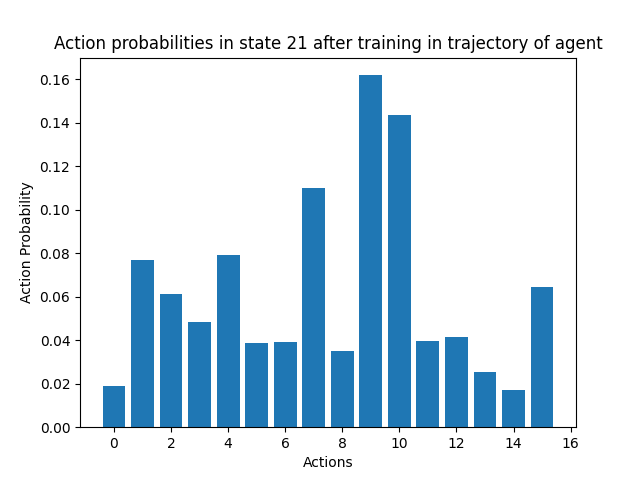 Action probabilities in state 21 after training in trajectory of agent
0.16
0.14
0.12
0.10
0.08
0.06
0.04
0.02
0.00
Action Probability
0 2 4 6 8 10 12 14 16
Actions